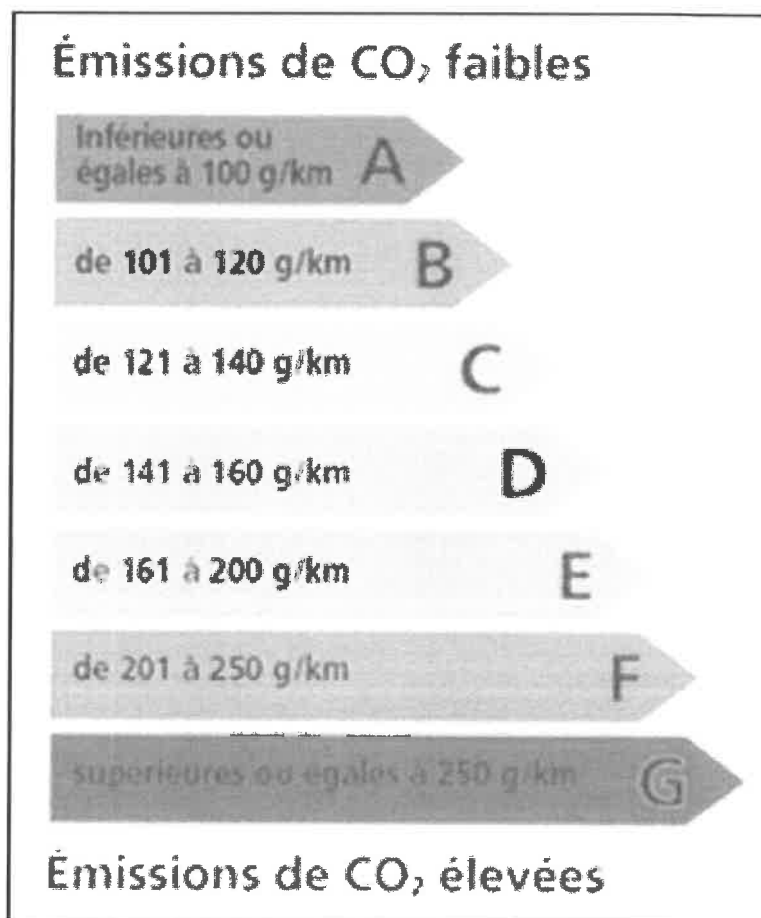 Émissions de CO₂ faibles
Inférieures ou
égales à 100 g/km A
de 101 à 120 g/km B
de 121 à 140 g/km C
de 141 à 160 g/km D
de 161 à 200 g/km E
de 201 à 250 g/km F
superieures ou égales à 250 g/km G
Émissions de CO₂ élevées